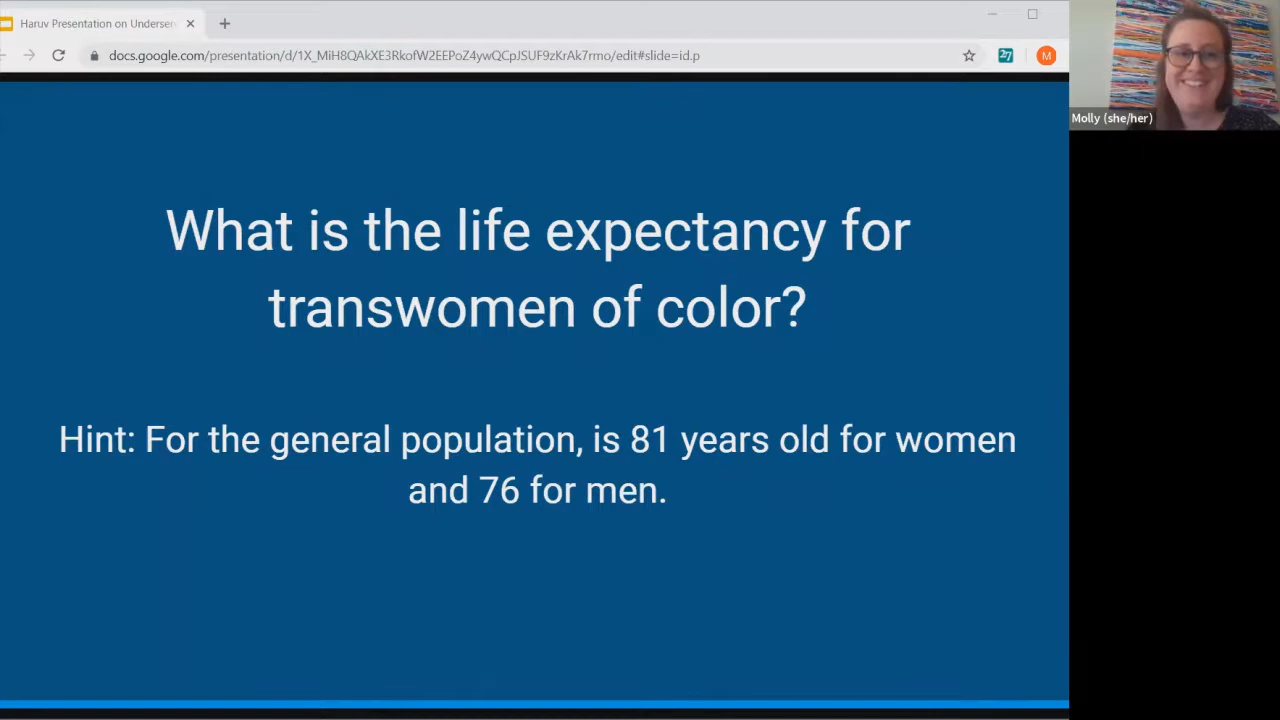 Haruv Presentation on Underser
docs.google.com/presentation/d/1X_MiH8QAkXE3RkofW2EEPoZ4ywQCpJSUF9zKrAk7rmo/edit#slide=id.p
27
M
Molly (she/her)
What is the life expectancy for
transwomen of color?
Hint: For the general population, is 81 years old for women
and 76 for men.